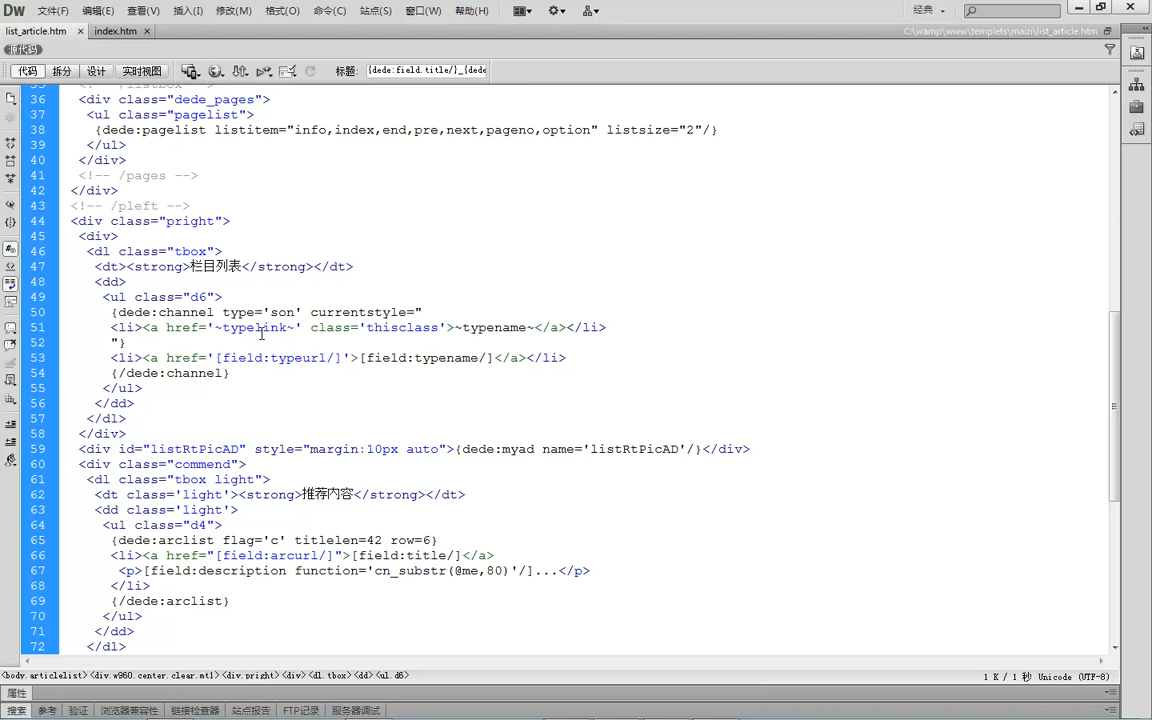 Dw 文件(F) 编辑(E) 查看(V) 插入(I) 修改(M) 格式(O) 命令(C) 站点(S) 窗口(W) 帮助(H) 经典
list_article.htm × index.htm × C:\wamp\www\templets\maizi\list_article.htm
源代码
代码 拆分 设计 实时视图 标题: {dede:field.title/}_{dede
35 <!-- /listbox -->
36 <div class="dede_pages">
37 <ul class="pagelist">
38 {dede:pagelist listitem="info,index,end,pre,next,pageno,option" listsize="2"/}
39 </ul>
40 </div>
41 <!-- /pages -->
42 </div>
43 <!-- /pleft -->
44 <div class="pright">
45 <div>
46 <dl class="tbox">
47 <dt><strong>栏目列表</strong></dt>
48 <dd>
49 <ul class="d6">
50 {dede:channel type='son' currentstyle="
51 <li><a href='~typelink~' class='thisclass'>~typename~</a></li>
52 "}
53 <li><a href='[field:typeurl/]'>[field:typename/]</a></li>
54 {/dede:channel}
55 </ul>
56 </dd>
57 </dl>
58 </div>
59 <div id="listRtPicAD" style="margin:10px auto">{dede:myad name='listRtPicAD'/}</div>
60 <div class="commend">
61 <dl class="tbox light">
62 <dt class='light'><strong>推荐内容</strong></dt>
63 <dd class='light'>
64 <ul class="d4">
65 {dede:arclist flag='c' titlelen=42 row=6}
66 <li><a href="[field:arcurl/]">[field:title/]</a>
67 <p>[field:description function='cn_substr(@me,80)'/]...</p>
68 </li>
69 {/dede:arclist}
70 </ul>
71 </dd>
72 </dl>
<body.articlelist> <div.w960.center.clear.mt1> <div.pright> <div> <dl.tbox> <dd> <ul.d6> 1 K / 1 秒 Unicode (UTF-8)
属性
搜索 参考 验证 浏览器兼容性 链接检查器 站点报告 FTP记录 服务器调试